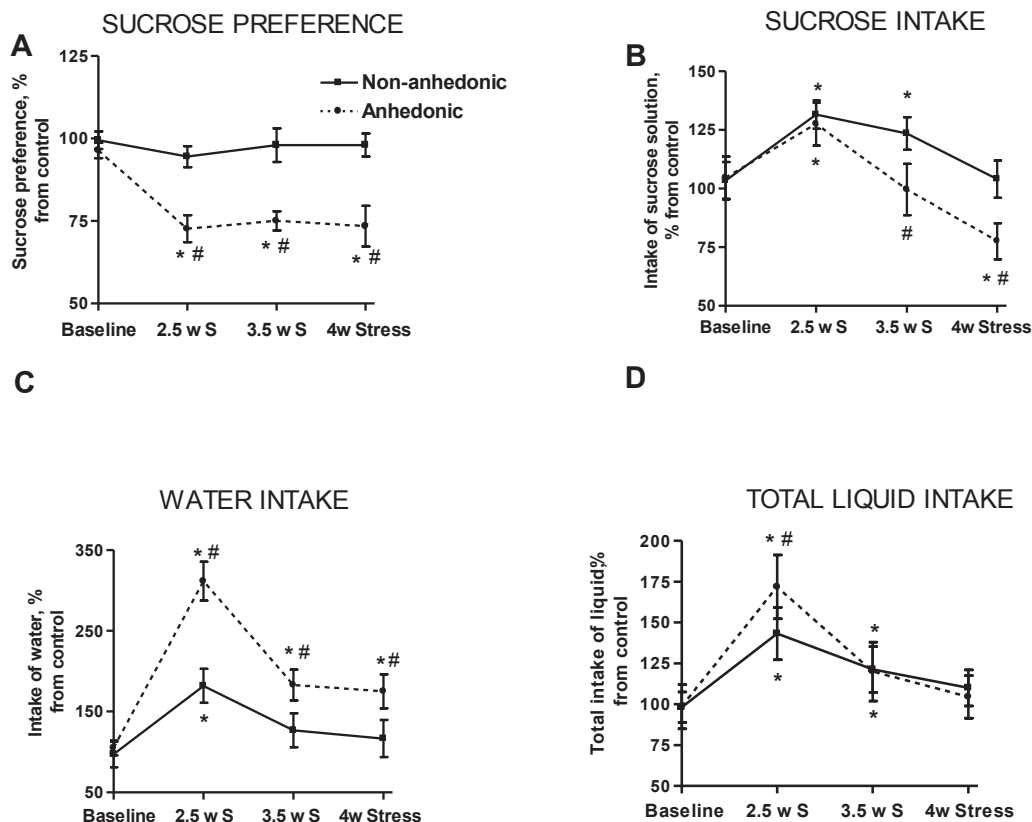 SUCROSE PREFERENCE
A
125
100
75
50
Sucrose preference, %
from control
Non-anhedonic
Anhedonic
* #
* #
* #
Baseline
2.5 w S
3.5 w S
4w Stress
SUCROSE INTAKE
B
150
125
100
75
50
Intake of sucrose solution,
% from control
*
*
*
#
* #
Baseline
2.5 w S
3.5 w S
4w Stress
C
WATER INTAKE
350
250
150
50
Intake of water, %
from control
* #
* #
* #
*
Baseline
2.5 w S
3.5 w S
4w Stress
D
TOTAL LIQUID INTAKE
200
175
150
125
100
75
50
Total intake of liquid,%
from control
* #
*
*
*
Baseline
2.5 w S
3.5 w S
4w Stress